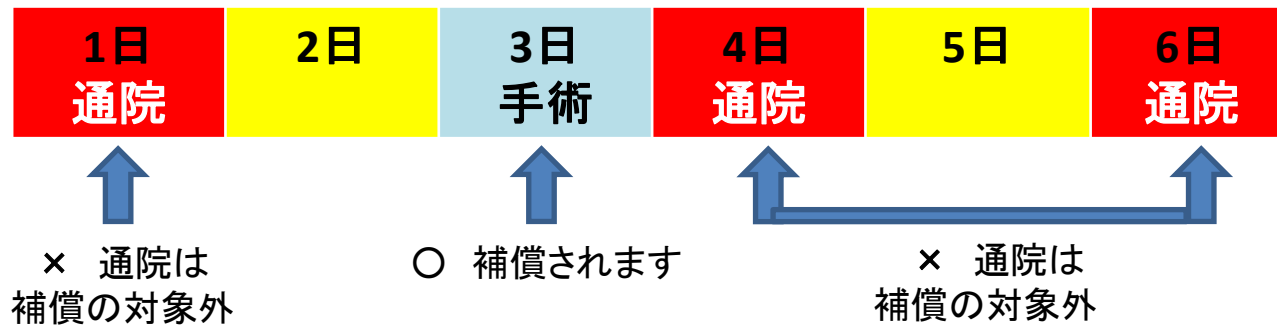 1日 2日 3日 4日 5日 6日
通院 手術 通院 通院
× 通院は ○ 補償されます × 通院は
補償の対象外 補償の対象外